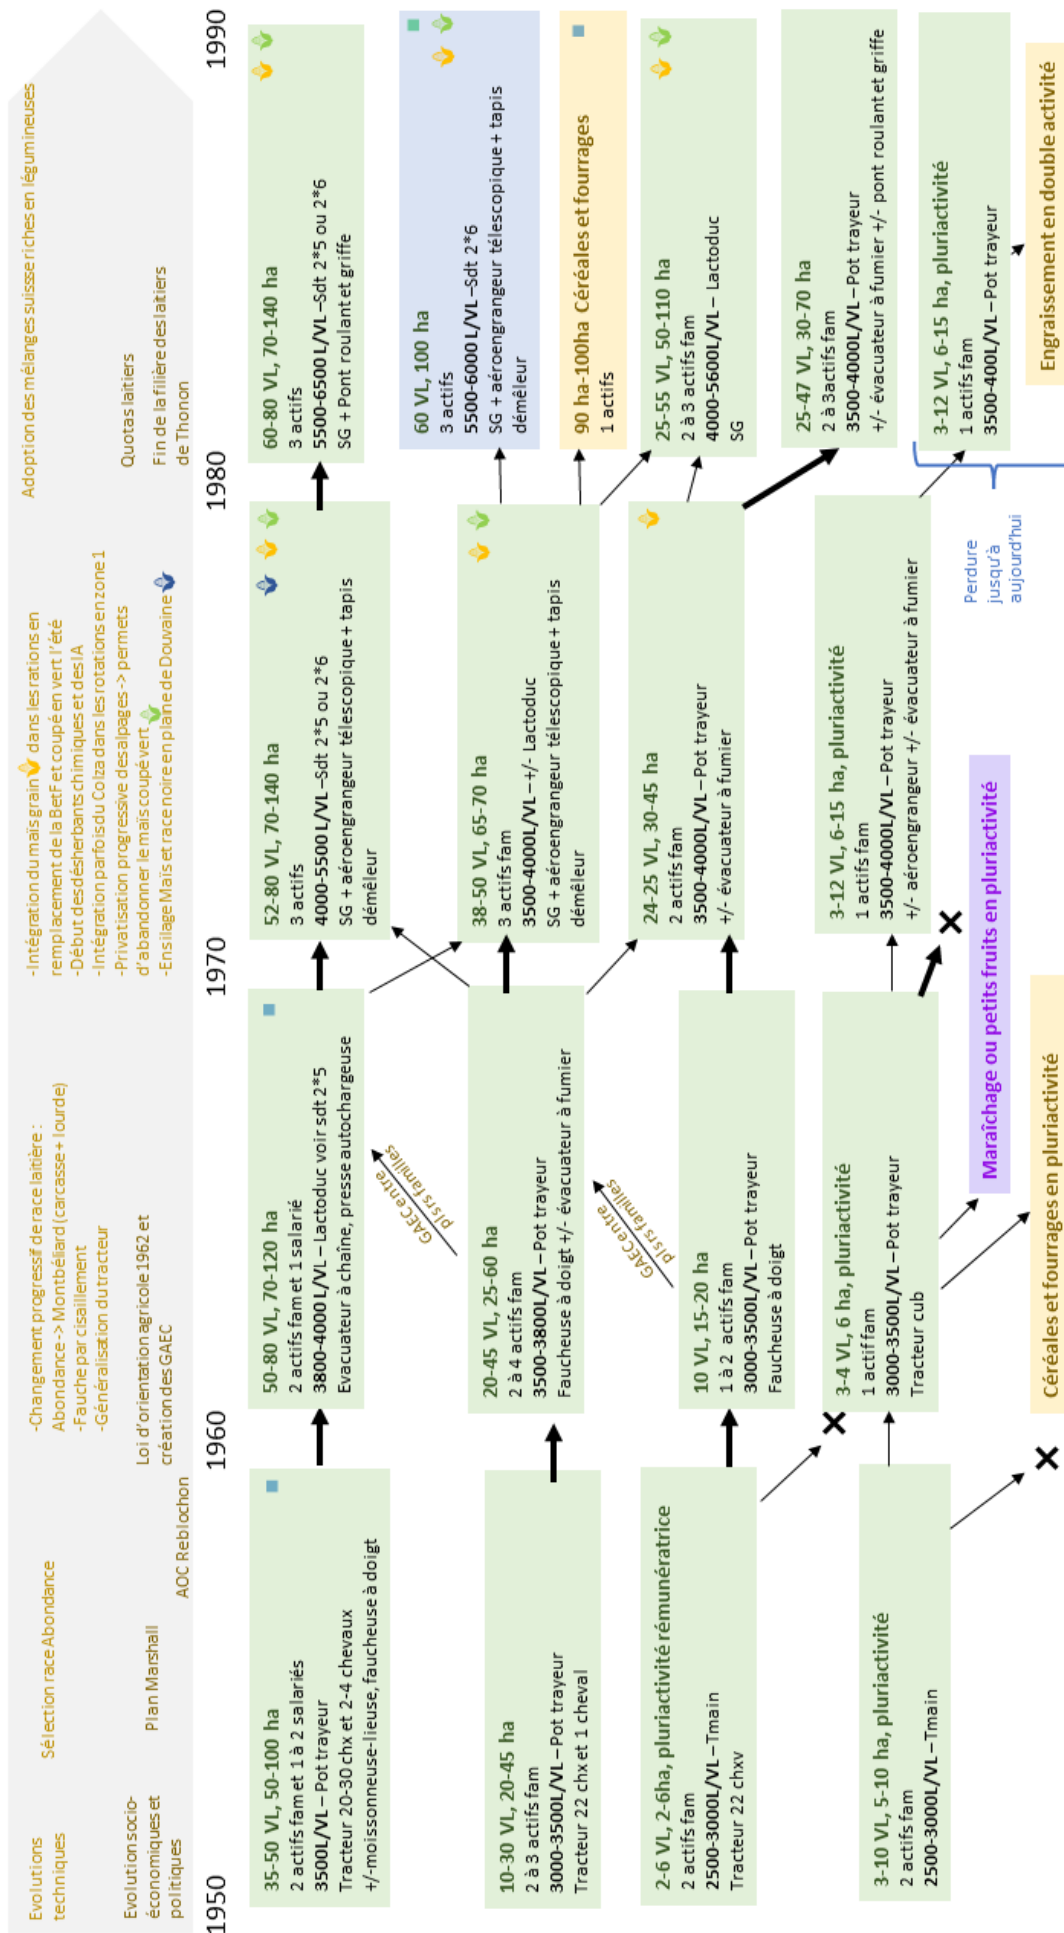 Evolutions
techniques
Sélection race Abondance
-Changement progressif de race laitière :
Abondance-> Montbéliard (carcasse + lourde)
-Fauche par cisaillement
-Généralisation du tracteur
-Intégration du maïs grain dans les rations en
remplacement de la BetF et coupé en vert l'été
-Début des désherbants chimiques et des IA
-Intégration parfois du Colza dans les rotations en zone 1
-Privatisation progressive des alpages -> permets
d'abandonner le maïs coupé vert
-Ensilage Maïs et race noire en plaine de Douvaine
Adoption des mélanges suisses riches en légumineuses
Evolution socio-
économiques et
politiques
Plan Marshall
AOC Reblochon
Loi d'orientation agricole 1962 et
création des GAEC
Quotas laitiers
Fin de la filière des laitiers
de Thonon
1950
1960
1970
1980
1990
35-50 VL, 50-100 ha
2 actifs fam et 1 à 2 salariés
3500L/VL – Pot trayeur
Tracteur 20-30 chx et 2-4 chevaux
+/-moissonneuse-lieuse, faucheuse à doigt
50-80 VL, 70-120 ha
2 actifs fam et 1 salarié
3800-4000 L/VL – Lactoduc voir sdt 2*5
Evacuateur à chaîne, presse autochargeuse
52-80 VL, 70-140 ha
3 actifs
4000-5500 L/VL –Sdt 2*5 ou 2*6
SG + aéroengrangeur télescopique + tapis
démêleur
60-80 VL, 70-140 ha
3 actifs
5500-6500 L/VL –Sdt 2*5 ou 2*6
SG + Pont roulant et griffe
GAEC entre
plsrs familles
60 VL, 100 ha
3 actifs
5500-6000 L/VL –Sdt 2*6
SG + aéroengrangeur télescopique + tapis
démêleur
10-30 VL, 20-45 ha
2 à 3 actifs fam
3000-3500L/VL –Pot trayeur
Tracteur 22 chx et 1 cheval
20-45 VL, 25-60 ha
2 à 4 actifs fam
3500-3800L/VL –Pot trayeur
Faucheuse à doigt +/- évacuateur à fumier
38-50 VL, 65-70 ha
3 actifs fam
3500-4000L/VL –+/- Lactoduc
SG + aéroengrangeur télescopique + tapis
démêleur
90 ha-100ha Céréales et fourrages
1 actifs
25-55 VL, 50-110 ha
2 à 3 actifs fam
4000-5600L/VL – Lactoduc
SG
GAEC entre
plsrs familles
2-6 VL, 2-6ha, pluriactivité rémunératrice
2 actifs fam
2500-3000L/VL –Tmain
Tracteur 22 chxv
10 VL, 15-20 ha
1 à 2 actifs fam
3000-3500L/VL –Pot trayeur
Faucheuse à doigt
24-25 VL, 30-45 ha
2 actifs fam
3500-4000L/VL –Pot trayeur
+/- évacuateur à fumier
25-47 VL, 30-70 ha
2 à 3actifs fam
3500-4000L/VL –Pot trayeur
+/- évacuateur à fumier +/- pont roulant et griffe
3-10 VL, 5-10 ha, pluriactivité
2 actifs fam
2500-3000L/VL –Tmain
3-4 VL, 6 ha, pluriactivité
1 actif fam
3000-3500L/VL –Pot trayeur
Tracteur cub
3-12 VL, 6-15 ha, pluriactivité
1 actifs fam
3500-4000L/VL –Pot trayeur
+/- aéroengrangeur +/- évacuateur à fumier
3-12 VL, 6-15 ha, pluriactivité
1 actifs fam
3500-400L/VL –Pot trayeur
Perdure
jusqu'à
aujourd'hui
Maraîchage ou petits fruits en pluriactivité
Céréales et fourrages en pluriactivité
Engraissement en double activité